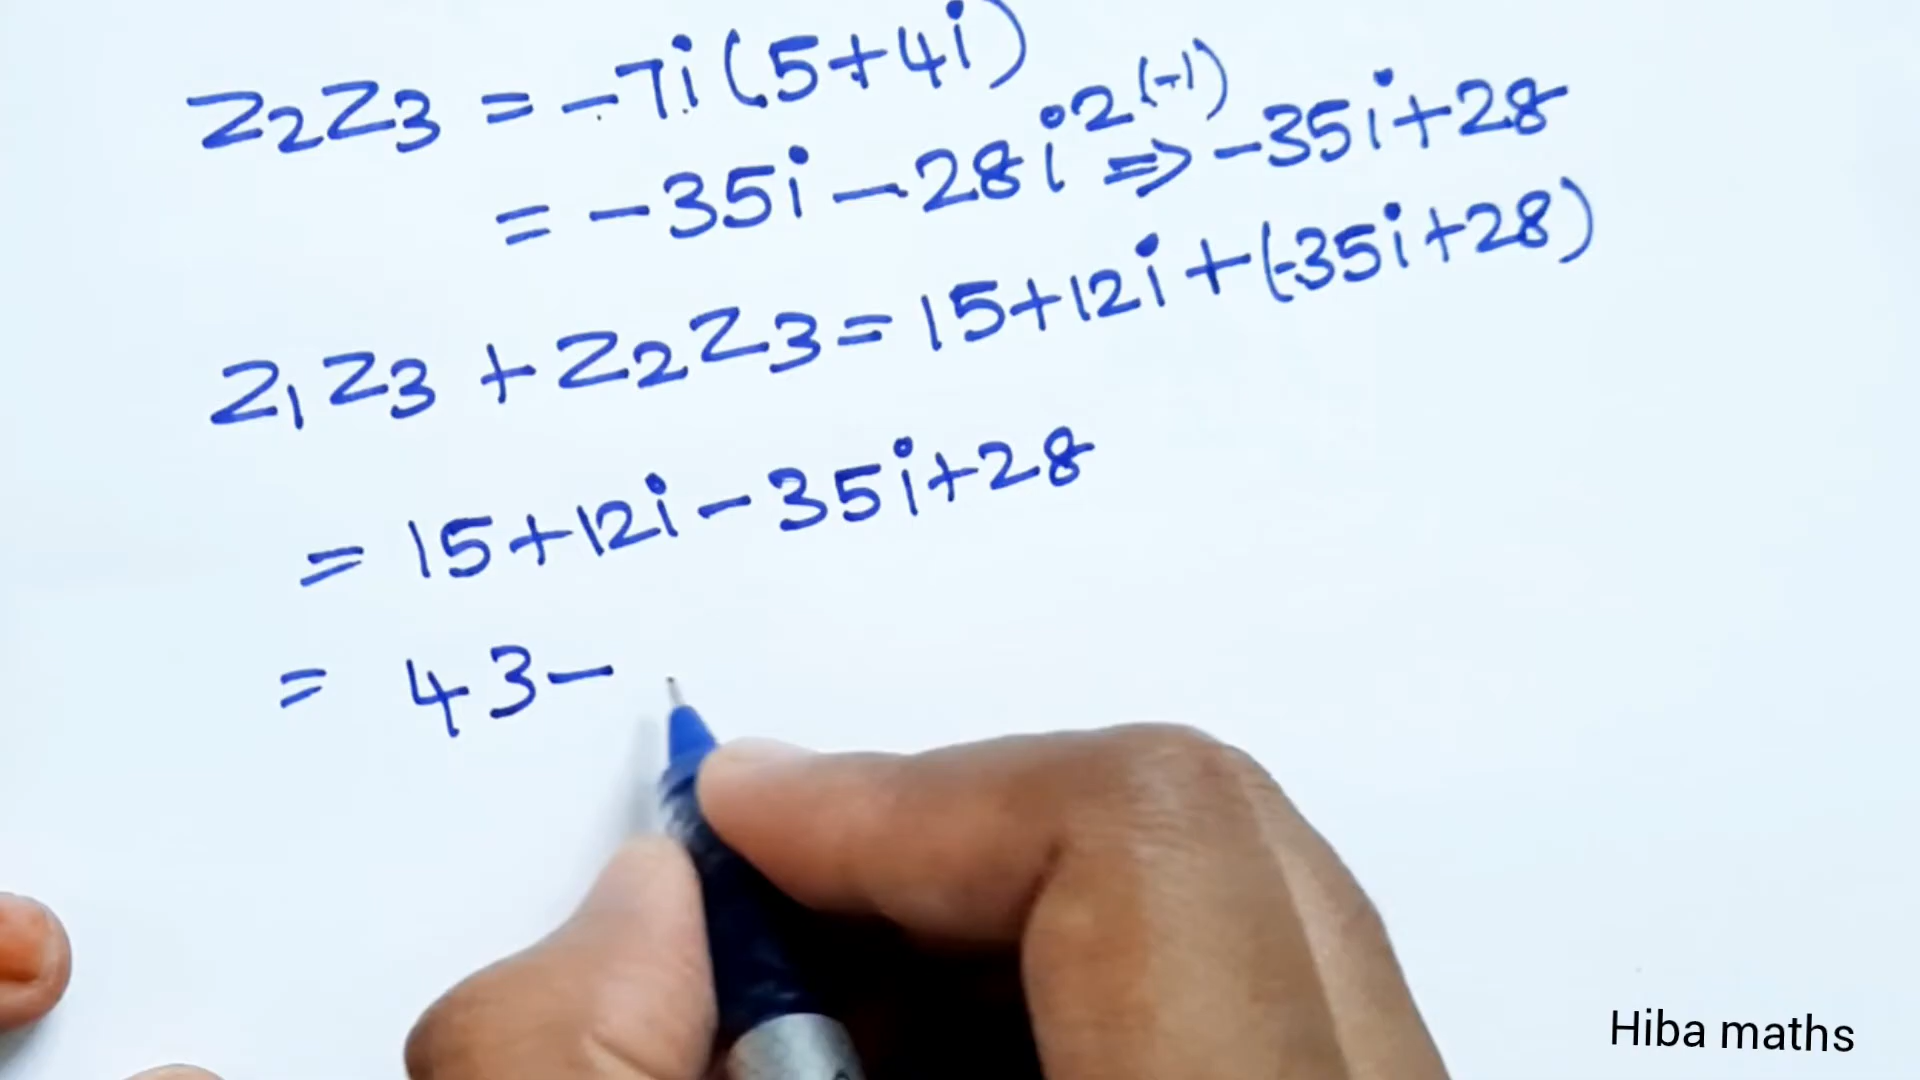 Z₂Z₃ = -7i(5+4i)
= -35i - 28i² (-1) ⇒ -35i+28
Z₁Z₃ + Z₂Z₃ = 15+12i+(-35i+28)
= 15+12i-35i+28
= 43-
Hiba maths